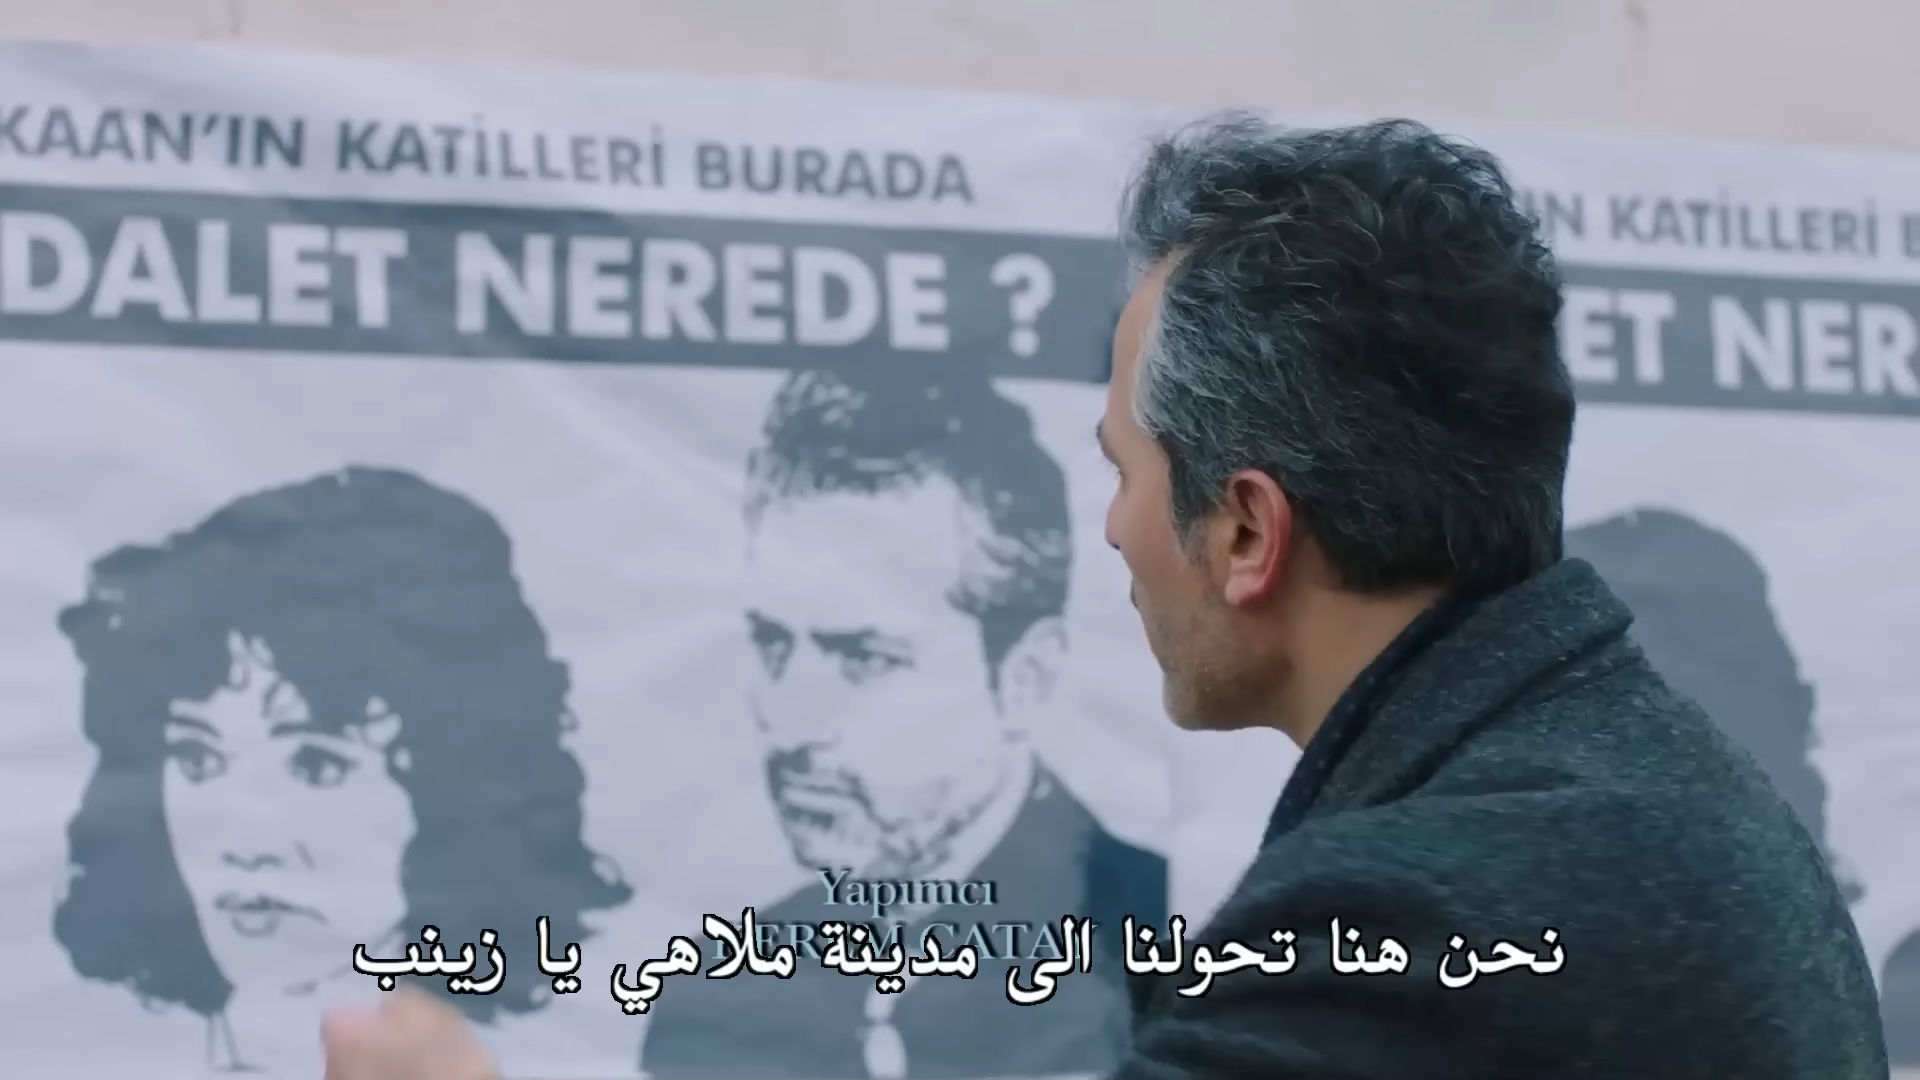 KAAN'IN KATİLLERİ BURADA
DALET NEREDE ?
IN KATİLLERİ B
ET NER
Yapımcı
نحن هنا تحولنا الى مدينة ملاهي يا زينب